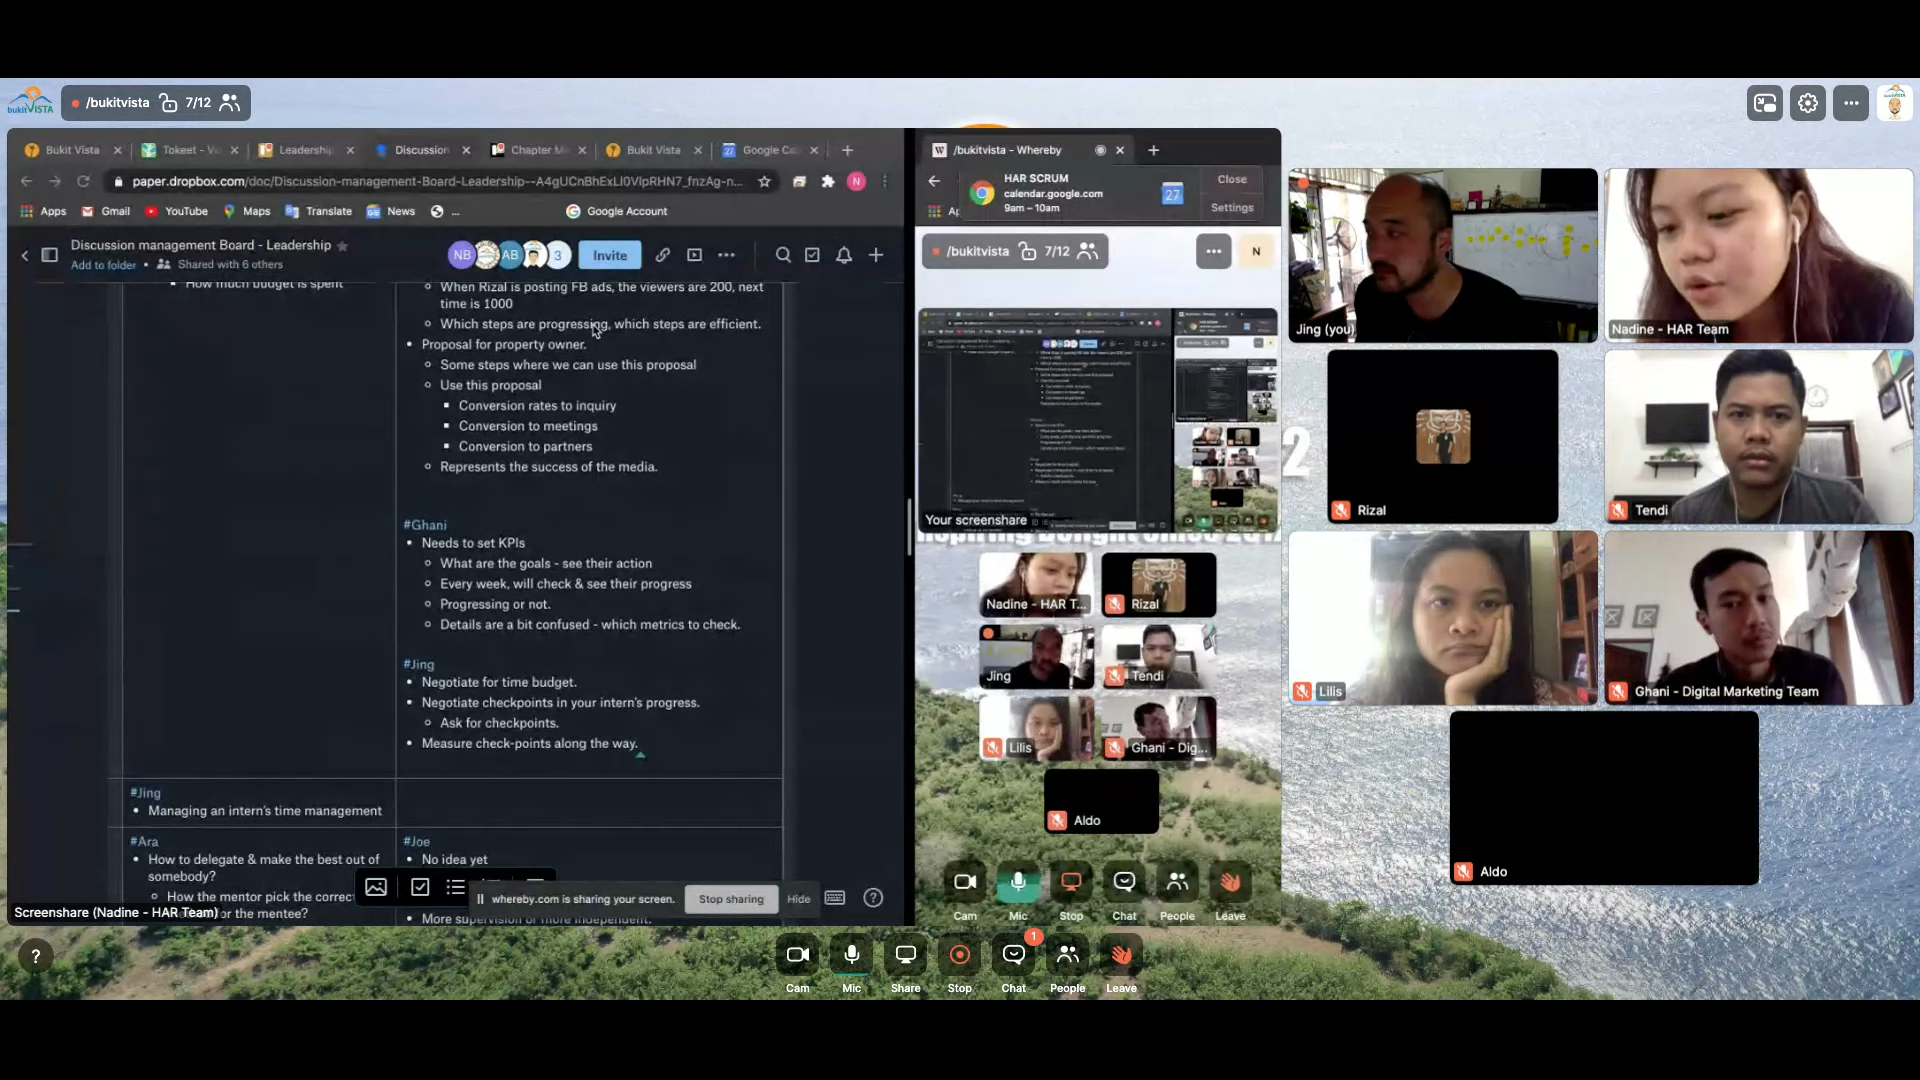 bukitVISTA
/bukitvista
7/12
Bukit Vista
Leadership
Discussion
Bukit Vista
paper.dropbox.com/doc/Discussion-management-Board-Leadership--A4gUCnBhExLl0VlpRHN7_fnzAg-n...
N
Apps
Gmail
YouTube
Maps
Translate
News
...
Google Account
Discussion management Board - Leadership
Add to folder • Shared with 6 others
NB
AB
3
Invite
When Rizal is posting FB ads, the viewers are 200, next
time is 1000
Which steps are progressing, which steps are efficient.
Proposal for property owner.
Some steps where we can use this proposal
Use this proposal
Conversion rates to inquiry
Conversion to meetings
Conversion to partners
Represents the success of the media.
How much budget is spent
#Ghani
Needs to set KPIs
What are the goals - see their action
Every week, will check & see their progress
Progressing or not.
Details are a bit confused - which metrics to check.
#Jing
Negotiate for time budget.
Negotiate checkpoints in your intern's progress.
Ask for checkpoints.
Measure check-points along the way.
#Jing
Managing an intern's time management
#Ara
How to delegate & make the best out of
somebody?
How the mentor pick the correct
for the mentee?
#Joe
No idea yet
More supervision or more independent.
whereby.com is sharing your screen.
Stop sharing
Hide
Screenshare (Nadine - HAR Team)
/bukitvista - Whereby
HAR SCRUM
calendar.google.com
9am – 10am
27
Close
Settings
/bukitvista
7/12
N
Your screenshare
Nadine - HAR T...
Rizal
Jing
Tendi
Lilis
Ghani - Dig...
Aldo
Cam
Mic
Stop
Chat
People
Leave
Jing (you)
Nadine - HAR Team
Rizal
Tendi
Lilis
Ghani - Digital Marketing Team
Aldo
?
Cam
Mic
Share
Stop
1
Chat
People
Leave